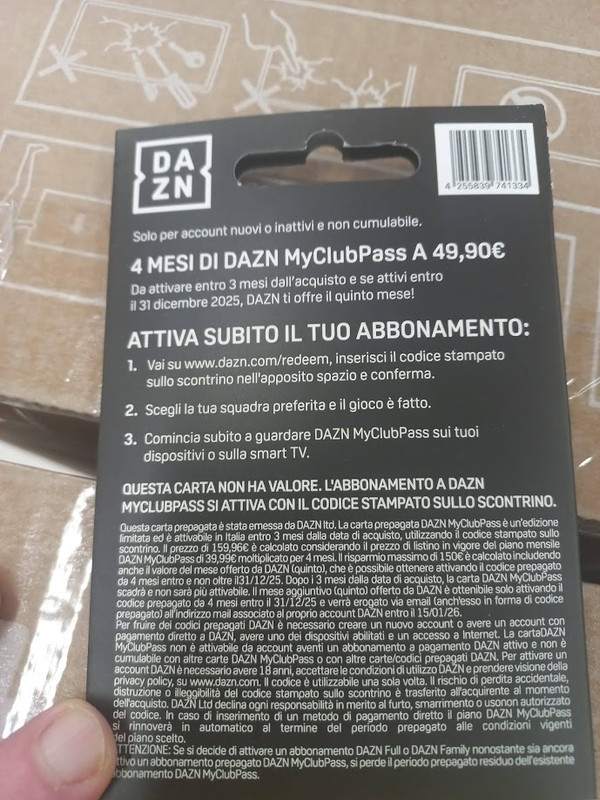 DA
ZN
4 255839 741334
Solo per account nuovi o inattivi e non cumulabile.
4 MESI DI DAZN MyClubPass A 49,90€
Da attivare entro 3 mesi dall'acquisto e se attivi entro
il 31 dicembre 2025, DAZN ti offre il quinto mese!
ATTIVA SUBITO IL TUO ABBONAMENTO:
1. Vai su www.dazn.com/redeem, inserisci il codice stampato
sullo scontrino nell'apposito spazio e conferma.
2. Scegli la tua squadra preferita e il gioco è fatto.
3. Comincia subito a guardare DAZN MyClubPass sui tuoi
dispositivi o sulla smart TV.
QUESTA CARTA NON HA VALORE. L'ABBONAMENTO A DAZN
MYCLUBPASS SI ATTIVA CON IL CODICE STAMPATO SULLO SCONTRINO.
Questa carta prepagata è stata emessa da DAZN ltd. La carta prepagata DAZN MyClubPass è un'edizione
limitata ed è attivabile in Italia entro 3 mesi dalla data di acquisto, utilizzando il codice stampato sullo
scontrino. Il prezzo di 159,96€ è calcolato considerando il prezzo di listino in vigore del piano mensile
DAZN MyClubPass di 39,99€ moltiplicato per 4 mesi. Il risparmio massimo di 150€ è calcolato includendo
anche il valore del mese offerto da DAZN (quinto), che è possibile ottenere attivando il codice prepagato
da 4 mesi entro e non oltre il31/12/25. Dopo i 3 mesi dalla data di acquisto, la carta DAZN MyClubPass
scadrà e non sarà più attivabile. Il mese aggiuntivo (quinto) offerto da DAZN è ottenibile solo attivando il
codice prepagato da 4 mesi entro il 31/12/25 e verrà erogato via email (anch'esso in forma di codice
prepagato) all'indirizzo mail associato al proprio account DAZN entro il 15/01/26.
Per fruire dei codici prepagati DAZN è necessario creare un nuovo account o avere un account con
pagamento diretto a DAZN, avere uno dei dispositivi abilitati e un accesso a Internet. La cartaDAZN
MyClubPass non è attivabile da account aventi un abbonamento a pagamento DAZN attivo e non è
cumulabile con altre carte DAZN MyClubPass o con altre carte/codici prepagati DAZN. Per attivare un
account DAZN è necessario avere 18 anni, accettare le condizioni di utilizzo DAZN e prendere visione della
privacy policy, su www.dazn.com. Il codice è utilizzabile una sola volta. Il rischio di perdita accidentale,
distruzione o illeggibilità del codice stampato sullo scontrino è trasferito all'acquirente al momento
dell'acquisto. DAZN Ltd declina ogni responsabilità in merito al furto, smarrimento o uso non autorizzato
del codice. In caso di inserimento di un metodo di pagamento diretto il piano DAZN MyClubPass
si rinnoverà in automatico al termine del periodo prepagato alle condizioni vigenti
del piano scelto.
ATTENZIONE: Se si decide di attivare un abbonamento DAZN Full o DAZN Family nonostante sia ancora
attivo un abbonamento prepagato DAZN MyClubPass, si perde il periodo prepagato residuo dell'esistente
abbonamento DAZN MyClubPass.